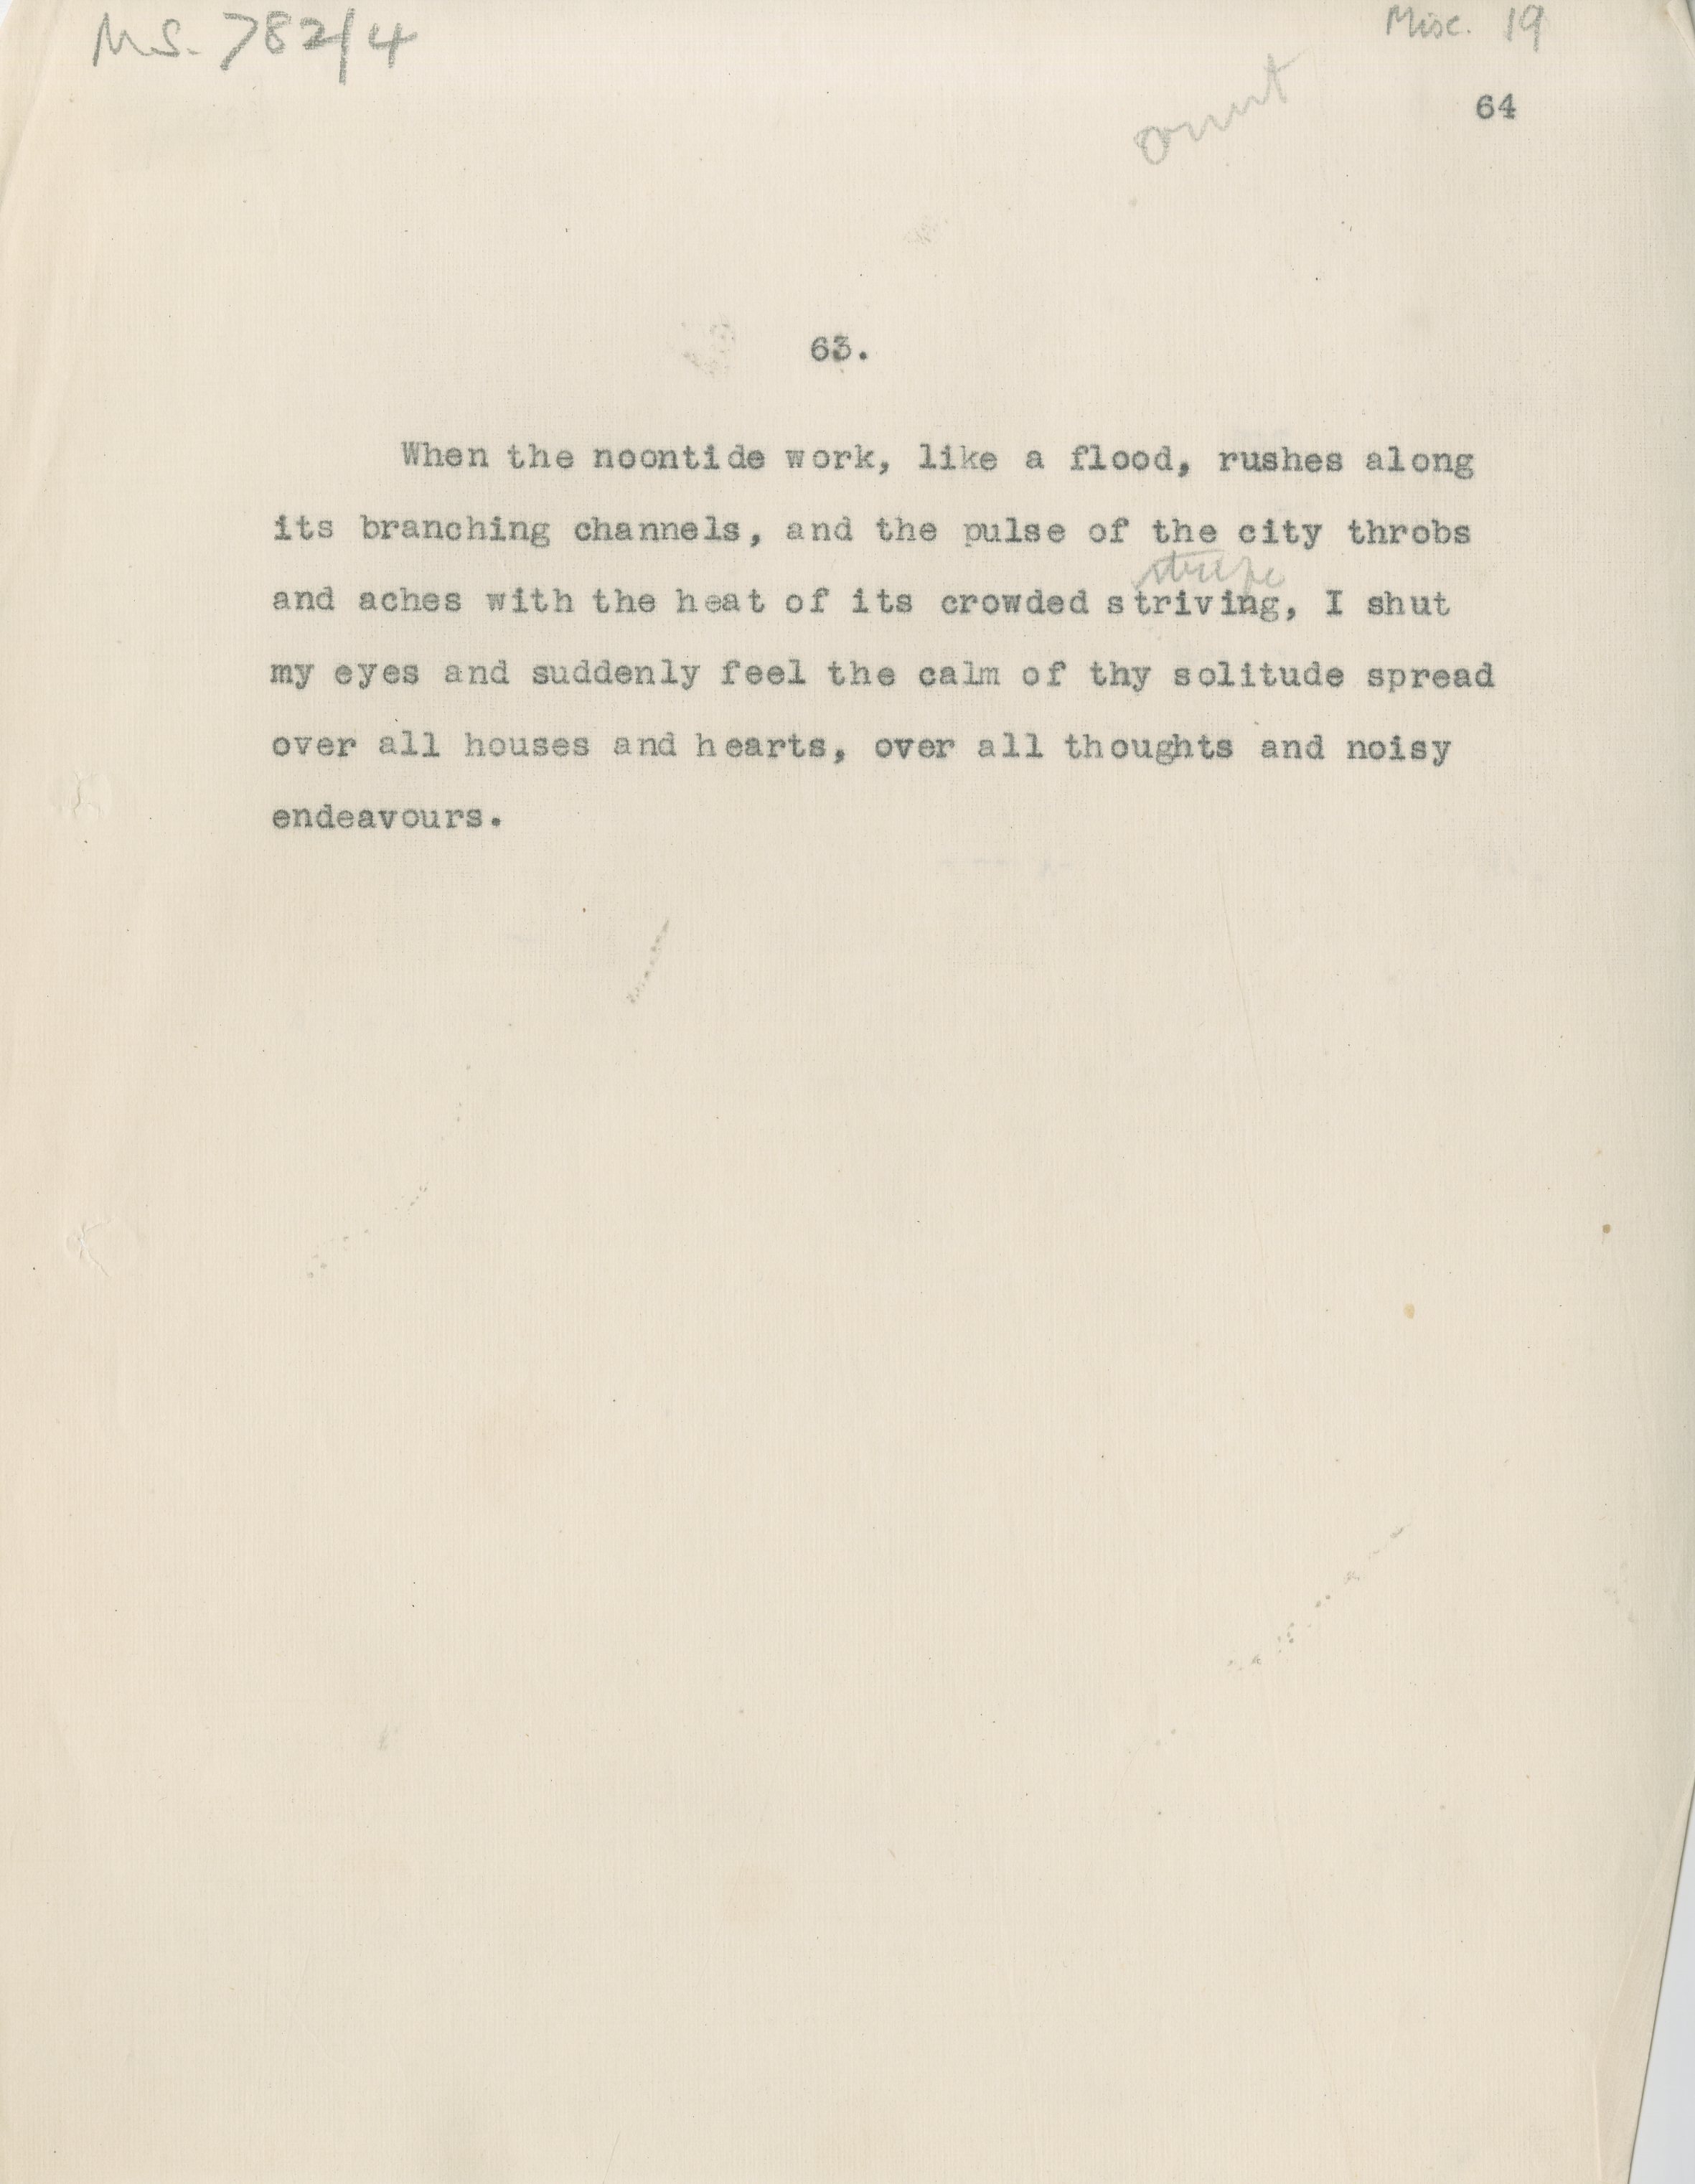 MS. 782/4
Misc. 19
omit
64
63.
When the noontide work, like a flood, rushes along
its branching channels, and the pulse of the city throbs
strife
and aches with the heat of its crowded striving, I shut
my eyes and suddenly feel the calm of thy solitude spread
over all houses and hearts, over all thoughts and noisy
endeavours.